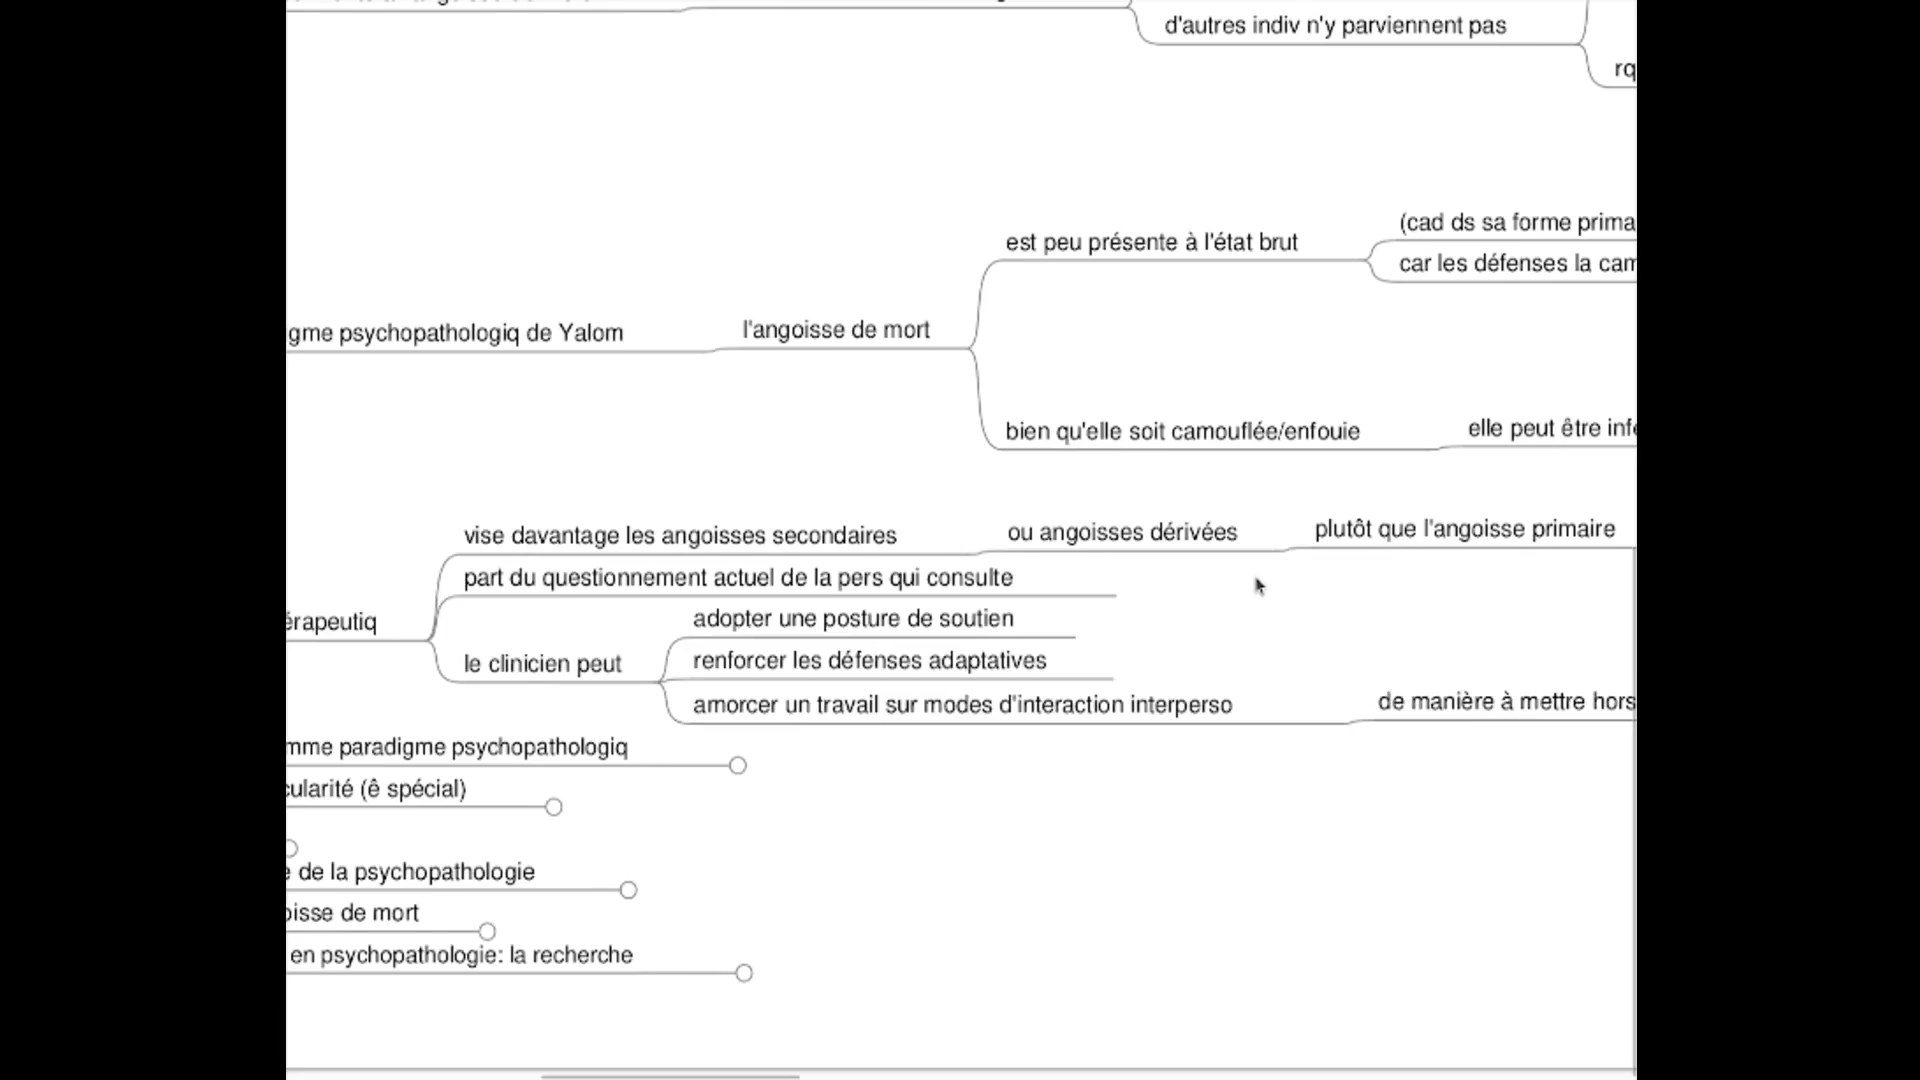 d'autres indiv n'y parviennent pas
rq
(cad ds sa forme prima
est peu présente à l'état brut
car les défenses la cam
gme psychopathologiq de Yalom
l'angoisse de mort
bien qu'elle soit camouflée/enfouie
elle peut être infe
vise davantage les angoisses secondaires
ou angoisses dérivées
plutôt que l'angoisse primaire
part du questionnement actuel de la pers qui consulte
érapeutiq
adopter une posture de soutien
le clinicien peut
renforcer les défenses adaptatives
amorcer un travail sur modes d'interaction interperso
de manière à mettre hors
mme paradigme psychopathologiq
cularité (ê spécial)
e de la psychopathologie
oisse de mort
en psychopathologie: la recherche